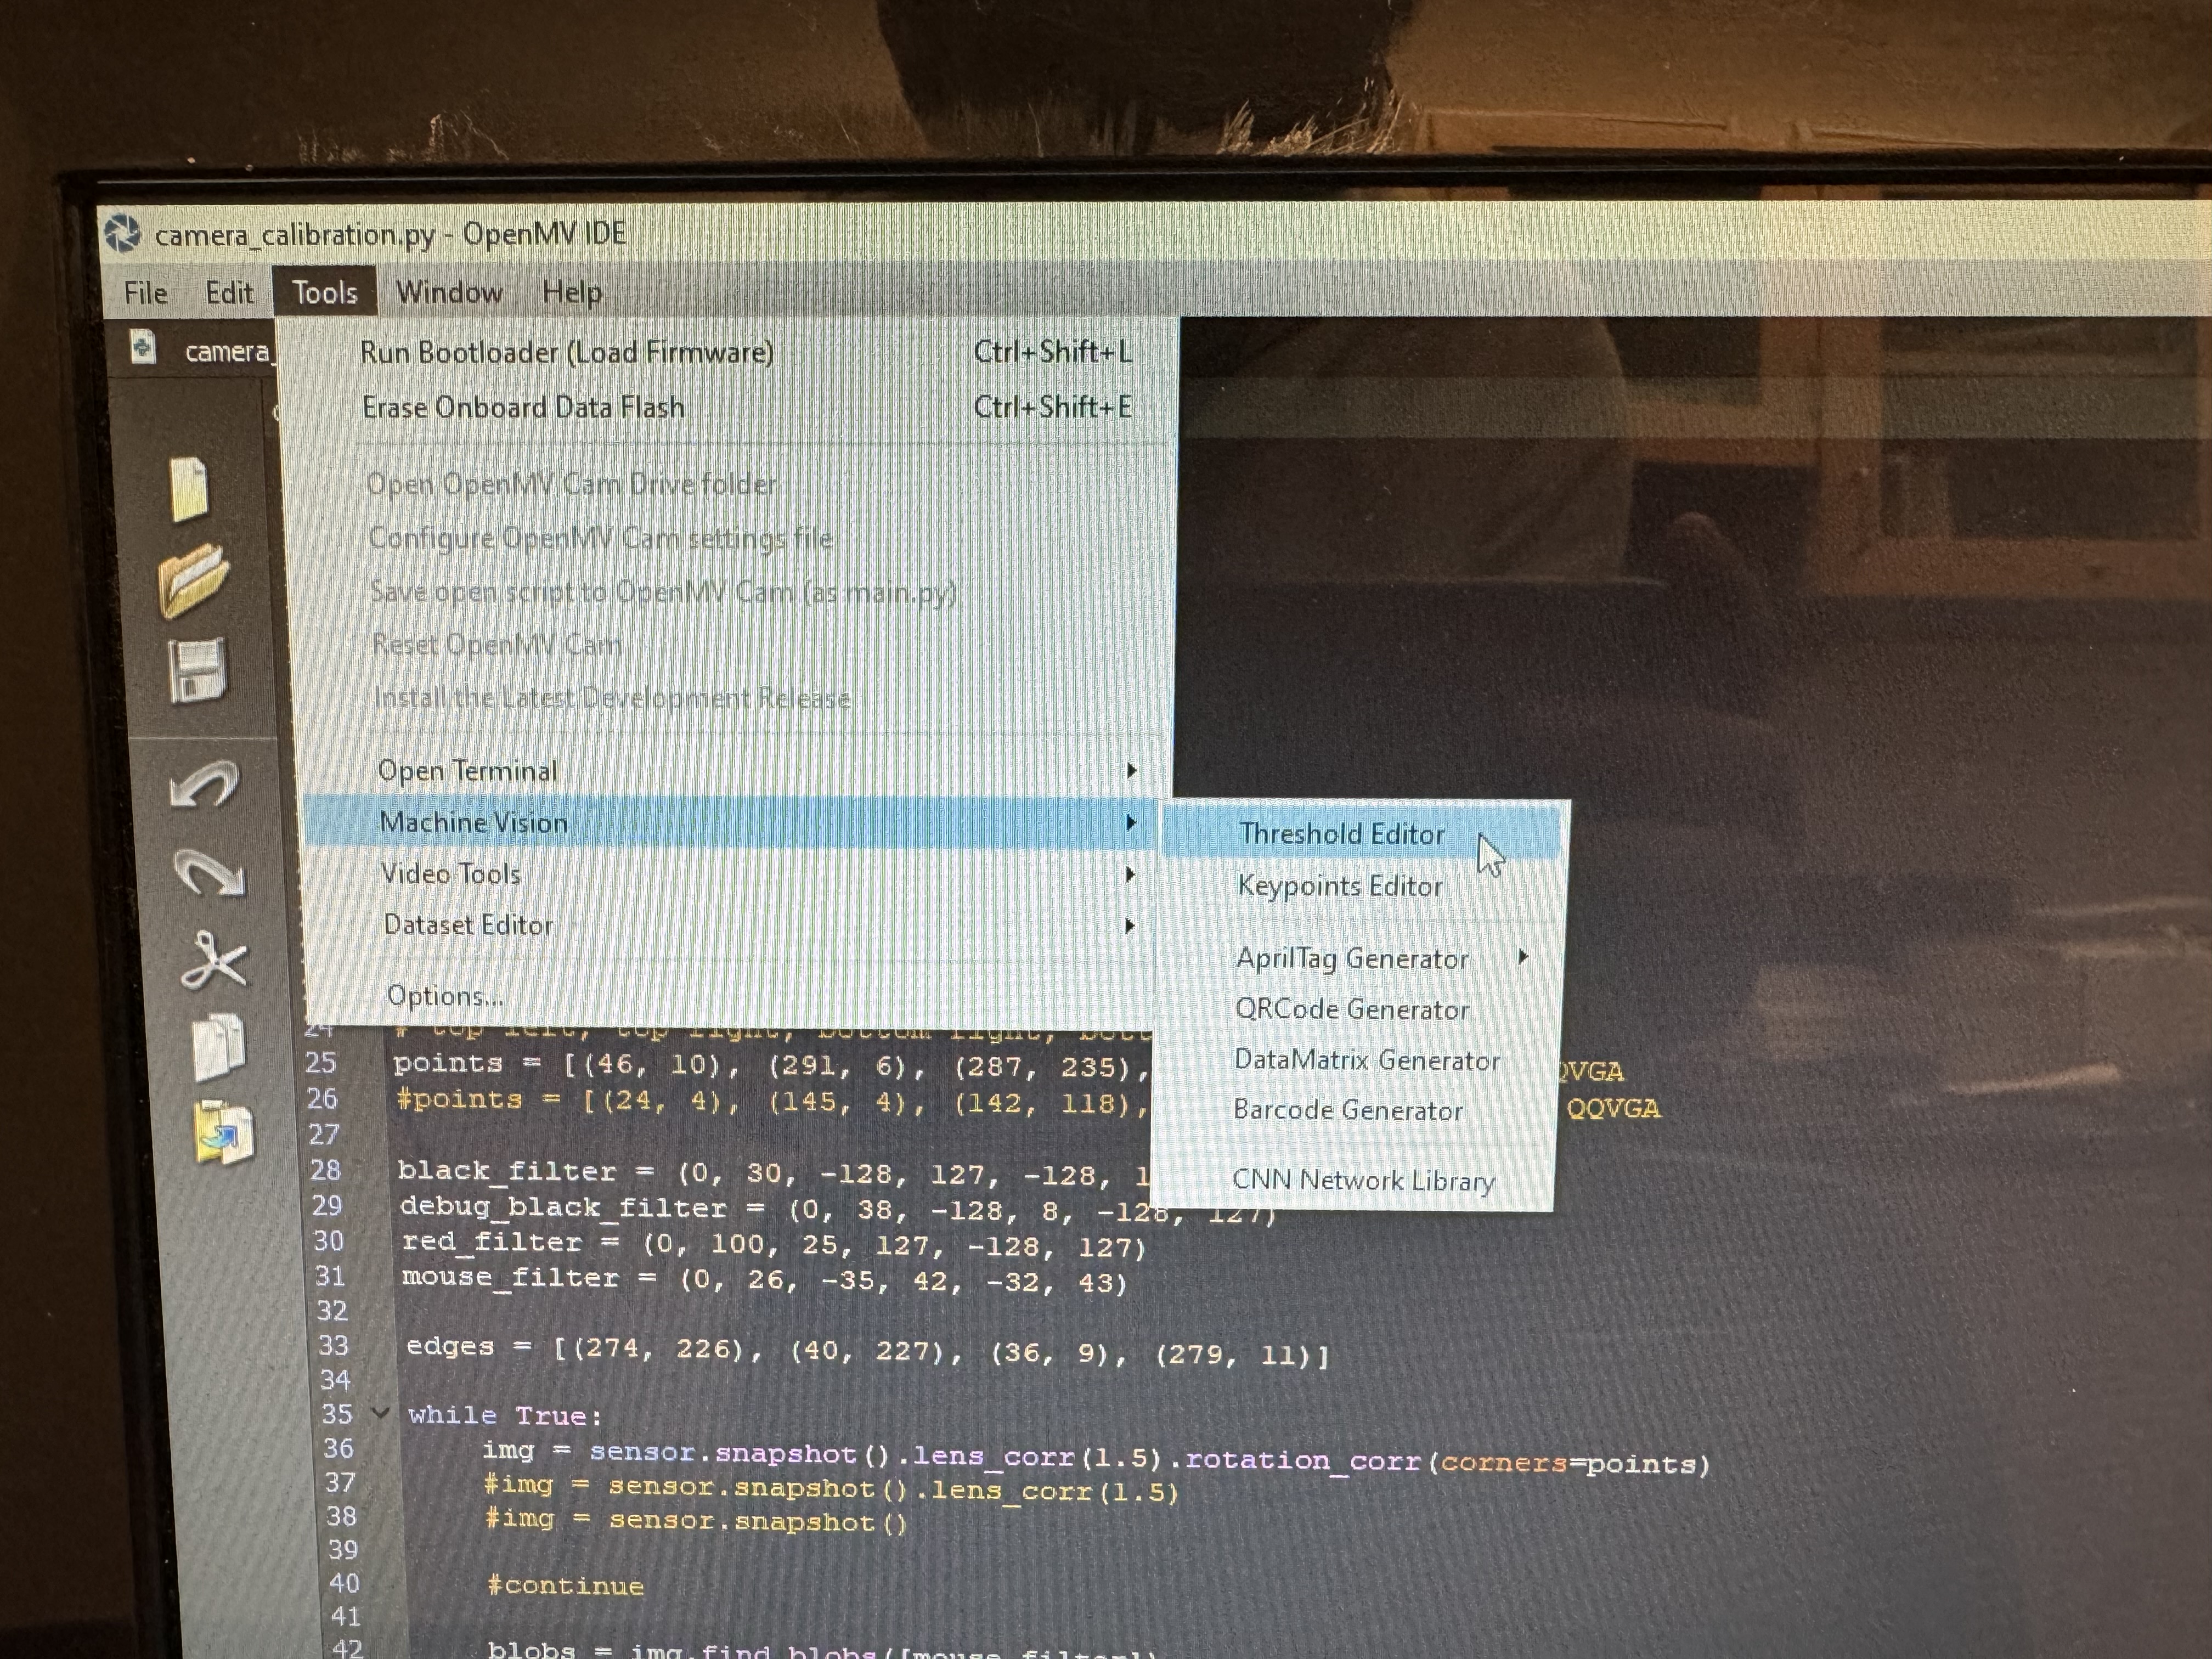 camera_calibration.py - OpenMV IDE
File Edit Tools Window Help
camera_
Run Bootloader (Load Firmware) Ctrl+Shift+L
Erase Onboard Data Flash Ctrl+Shift+E
Open OpenMV Cam Drive folder
Configure OpenMV Cam settings file
Save open script to OpenMV Cam (as main.py)
Reset OpenMV Cam
Install the Latest Development Release
Open Terminal
Machine Vision
Video Tools
Dataset Editor
Options...
Threshold Editor
Keypoints Editor
AprilTag Generator
QRCode Generator
DataMatrix Generator
Barcode Generator
CNN Network Library
24 # top left, top right, bottom right,
25 points = [(46, 10), (291, 6), (287, 235), QVGA
26 #points = [(24, 4), (145, 4), (142, 118), QQVGA
27
28 black_filter = (0, 30, -128, 127, -128, 1
29 debug_black_filter = (0, 38, -128, 8, -128, 127)
30 red_filter = (0, 100, 25, 127, -128, 127)
31 mouse_filter = (0, 26, -35, 42, -32, 43)
32
33 edges = [(274, 226), (40, 227), (36, 9), (279, 11)]
34
35 while True:
36 img = sensor.snapshot().lens_corr(1.5).rotation_corr(corners=points)
37 #img = sensor.snapshot().lens_corr(1.5)
38 #img = sensor.snapshot()
39
40 #continue
41
42 blobs = img.find_blobs([mouse_filter])